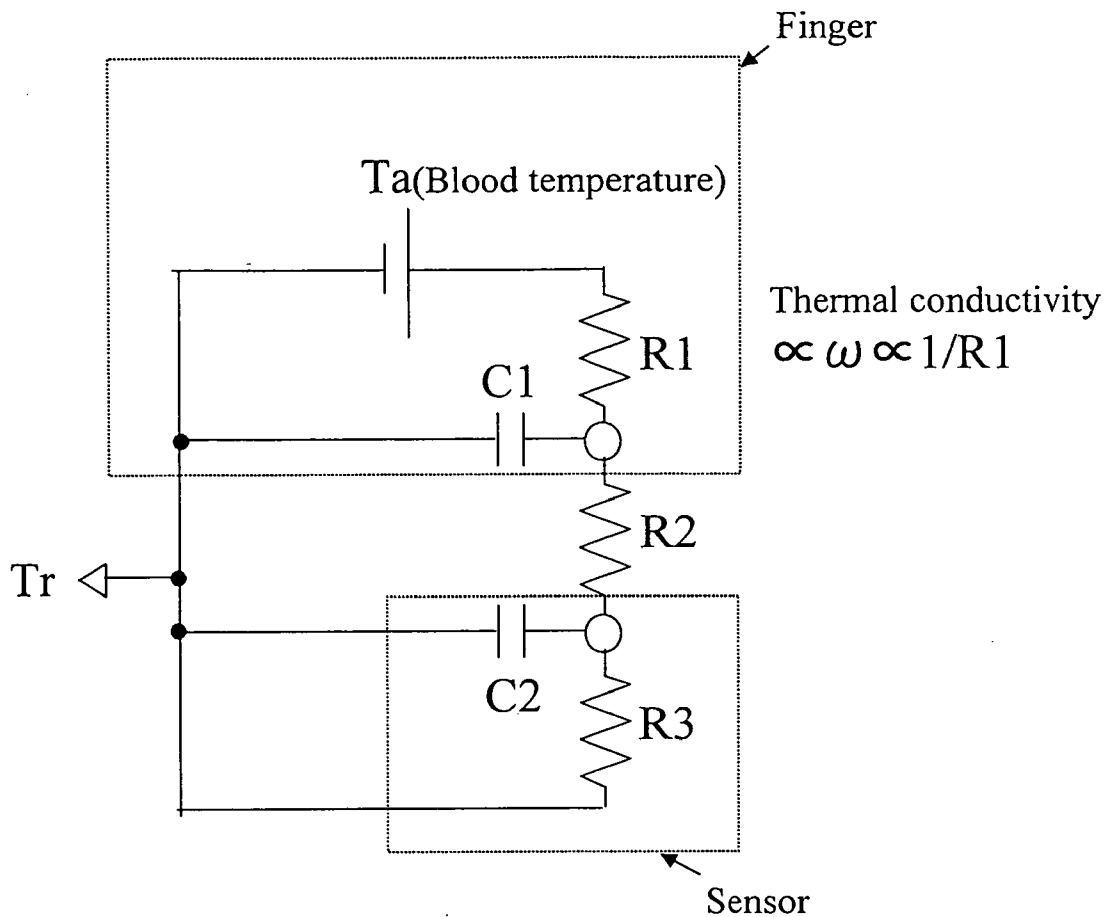 Finger
Ta(Blood temperature)
Thermal conductivity
∝ ω ∝ 1/R1
R1
C1
R2
Tr
C2
R3
Sensor